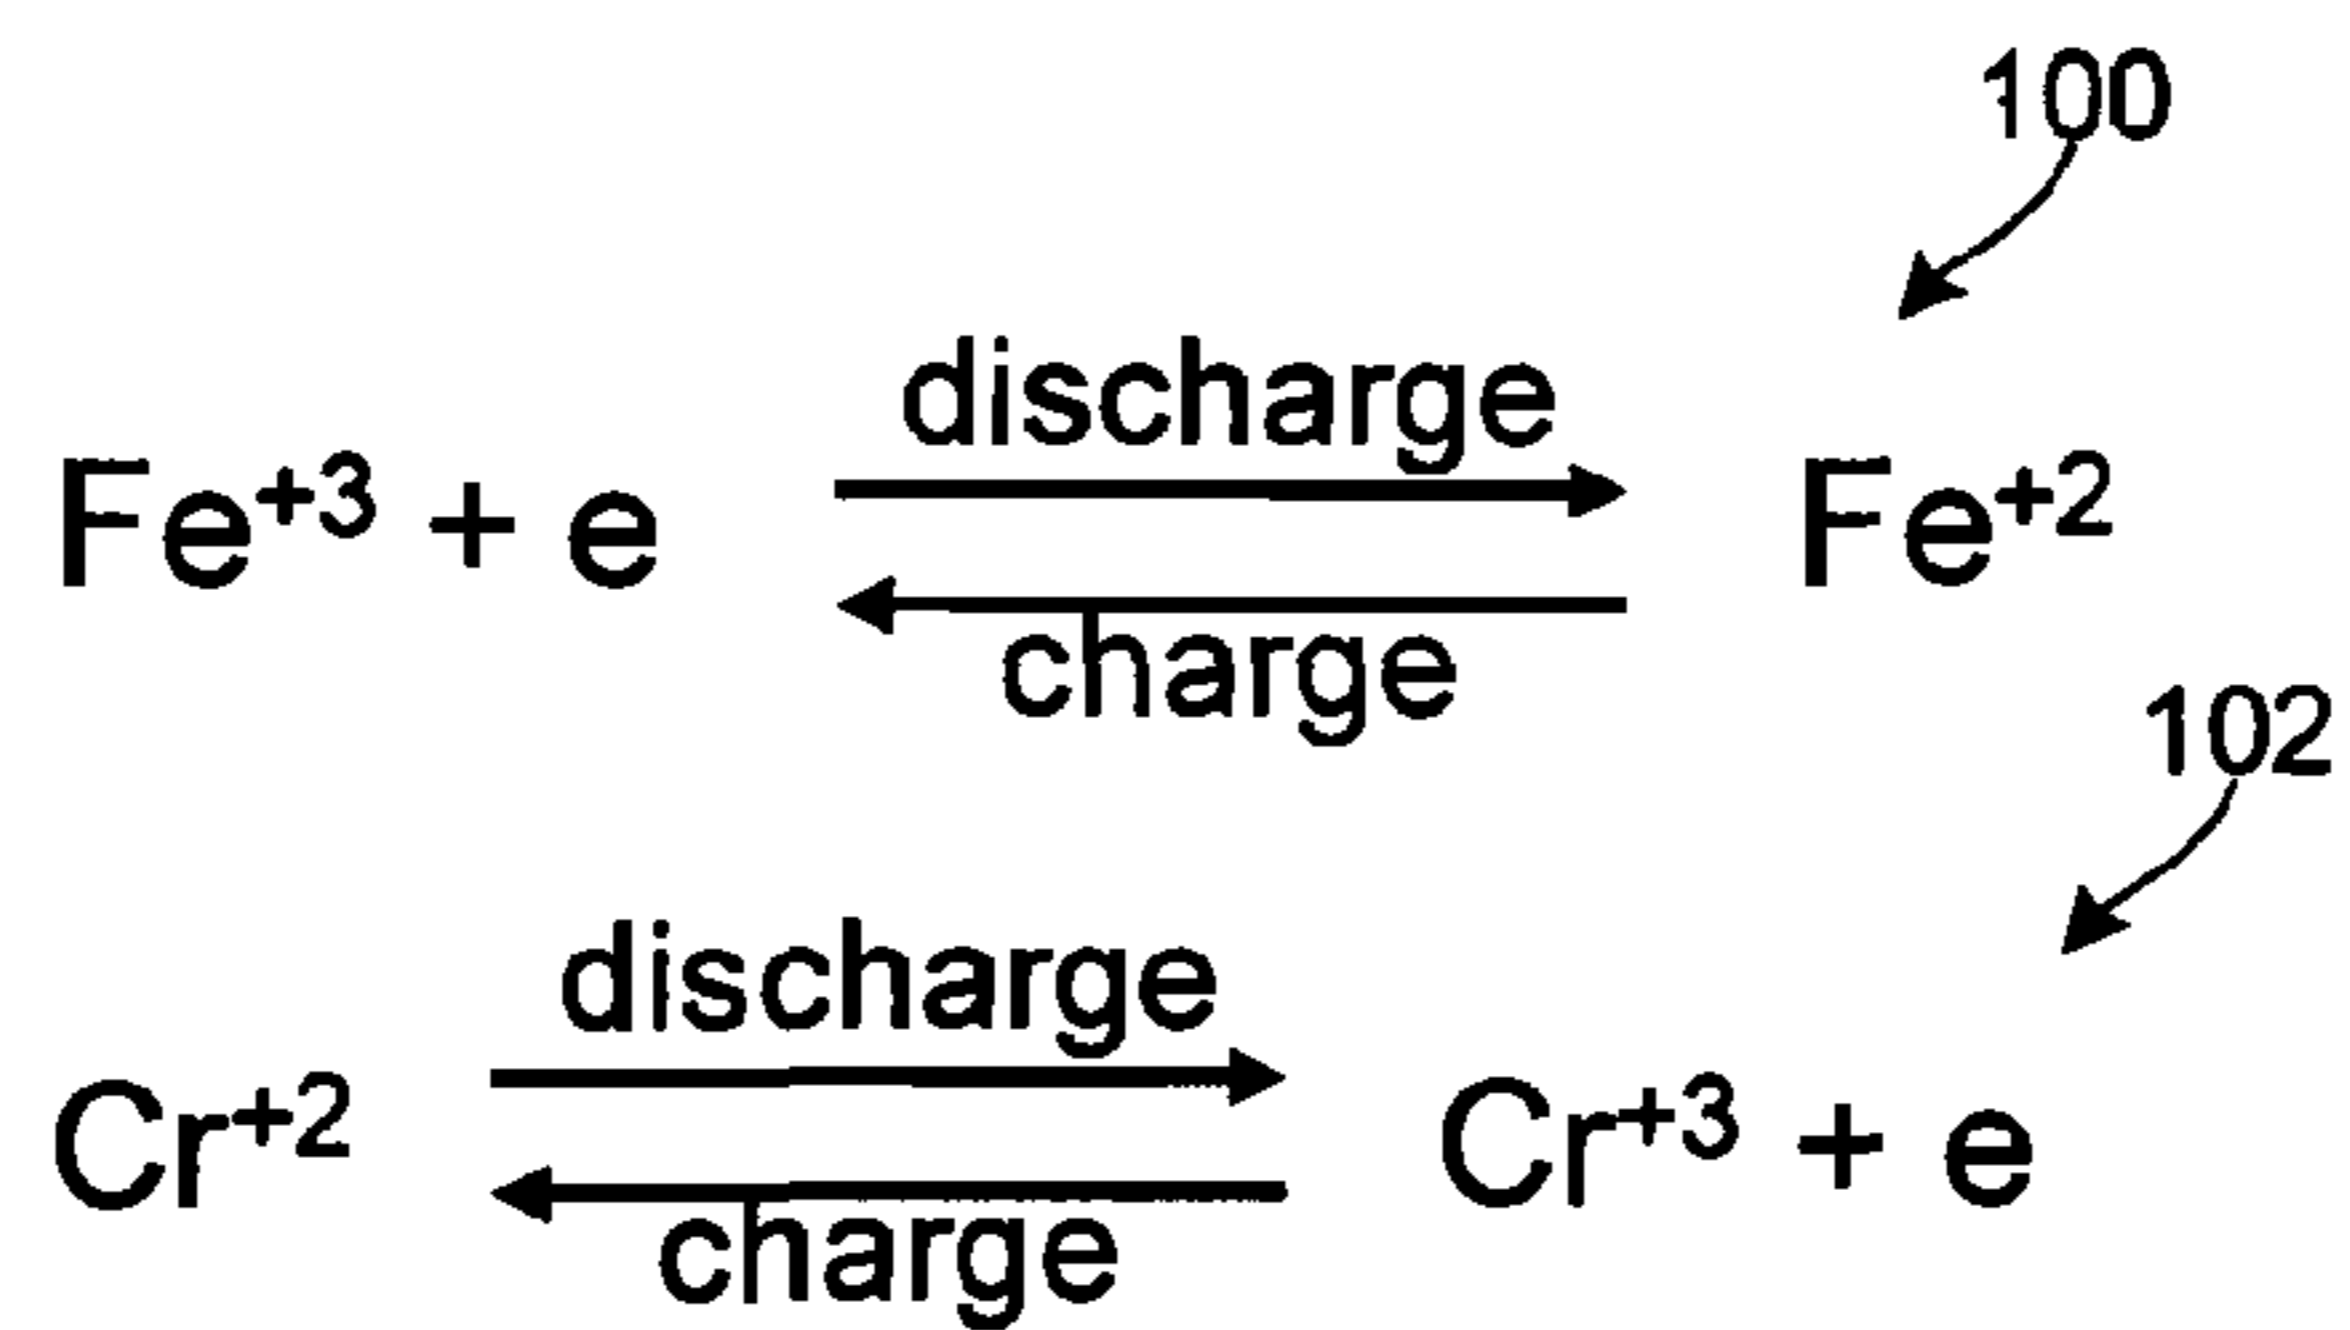 100
discharge
Fe⁺³ + e Fe⁺²
charge
102
discharge
Cr⁺² Cr⁺³ + e
charge